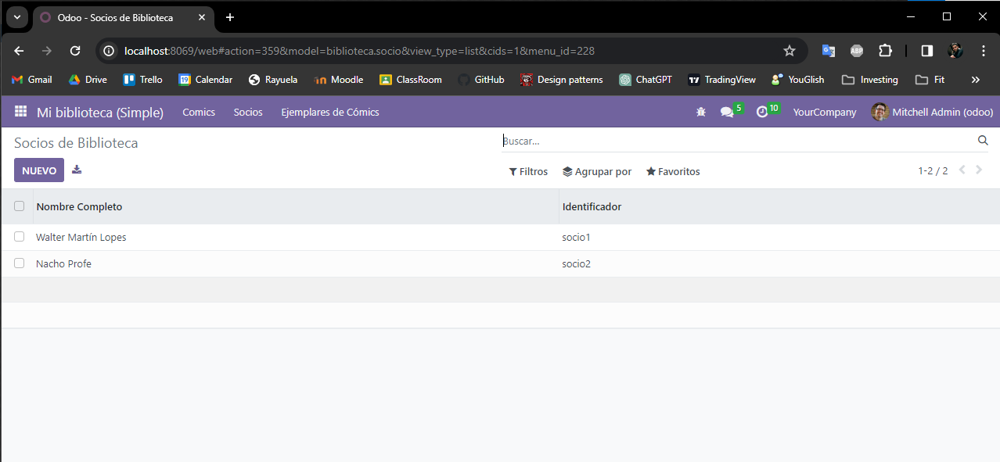 Odoo - Socios de Biblioteca
localhost:8069/web#action=359&model=biblioteca.socio&view_type=list&cids=1&menu_id=228
ABP
Gmail Drive Trello Calendar Rayuela Moodle ClassRoom GitHub Design patterns ChatGPT TradingView YouGlish Investing Fit »
Mi biblioteca (Simple) Comics Socios Ejemplares de Cómics 5 10 YourCompany Mitchell Admin (odoo)
Socios de Biblioteca Buscar...
NUEVO Filtros Agrupar por Favoritos 1-2 / 2
Nombre Completo Identificador
Walter Martín Lopes socio1
Nacho Profe socio2